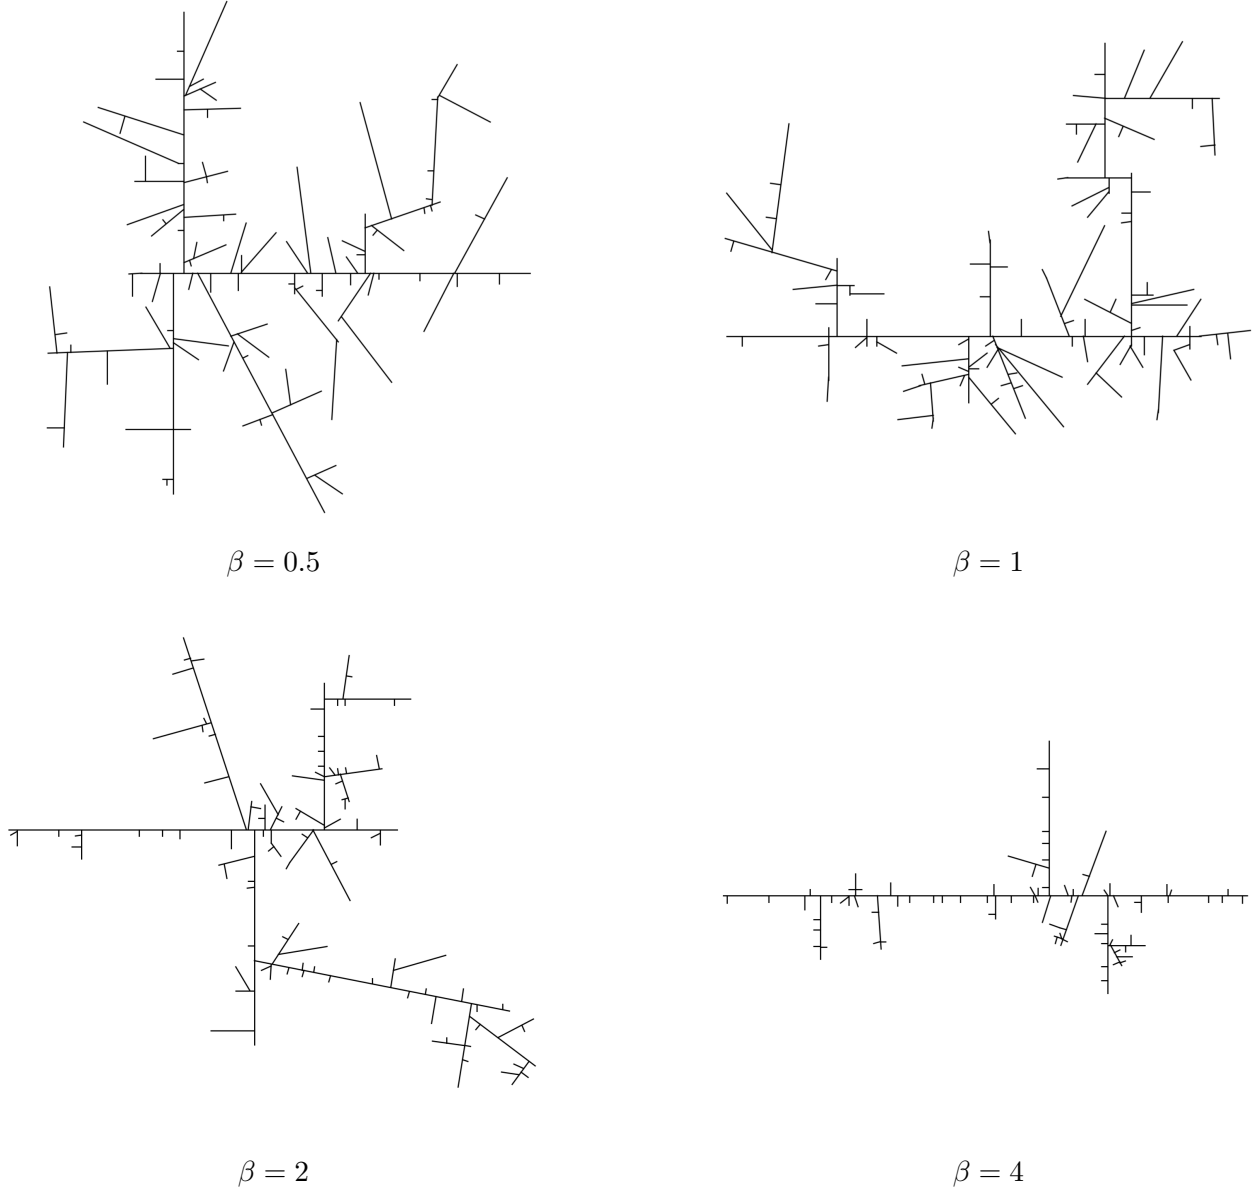 β = 0.5
β = 1
β = 2
β = 4